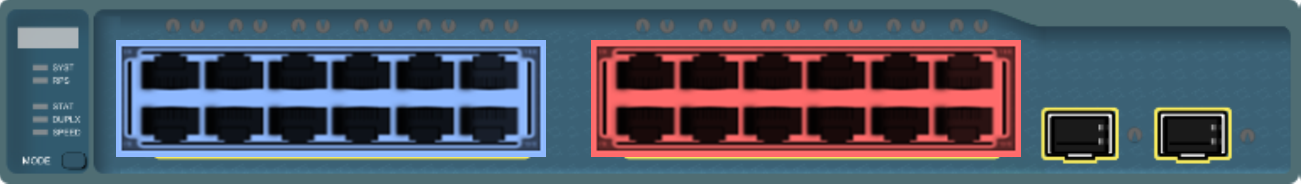 SYST
RPS
STAT
DUPLX
SPEED
MODE